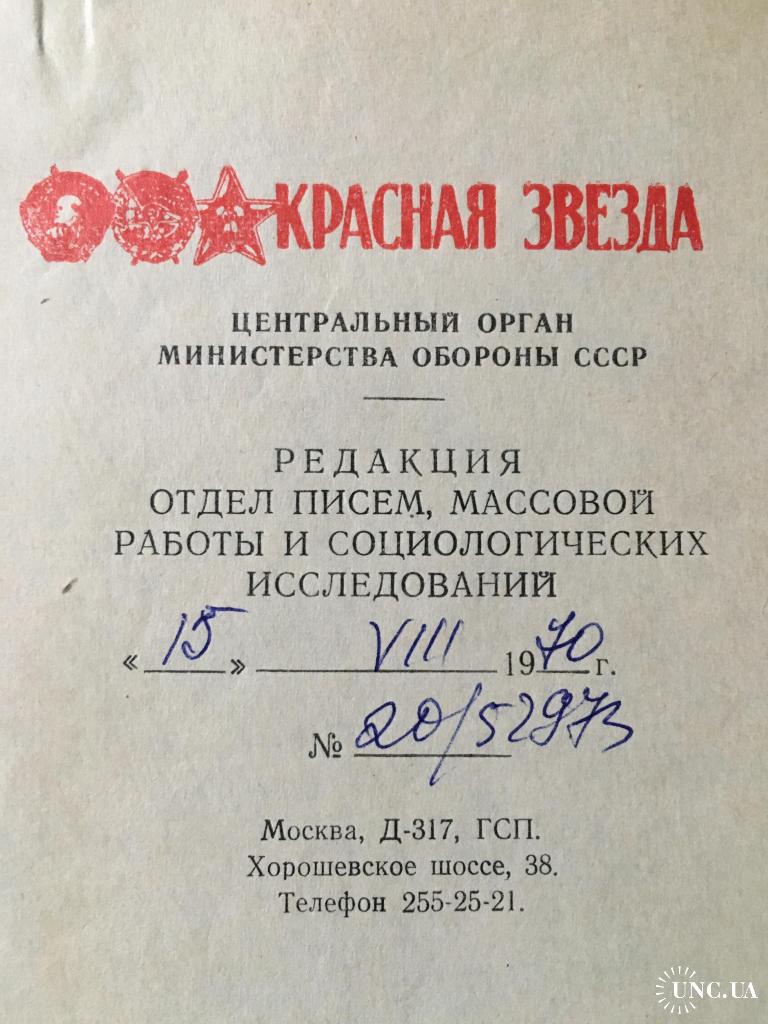 КРАСНАЯ ЗВЕЗДА
ЦЕНТРАЛЬНЫЙ ОРГАН
МИНИСТЕРСТВА ОБОРОНЫ СССР
РЕДАКЦИЯ
ОТДЕЛ ПИСЕМ, МАССОВОЙ
РАБОТЫ И СОЦИОЛОГИЧЕСКИХ
ИССЛЕДОВАНИЙ
«15» VIII 1970 г.
№ 20/52973
Москва, Д-317, ГСП.
Хорошевское шоссе, 38.
Телефон 255-25-21.
UNC.UA